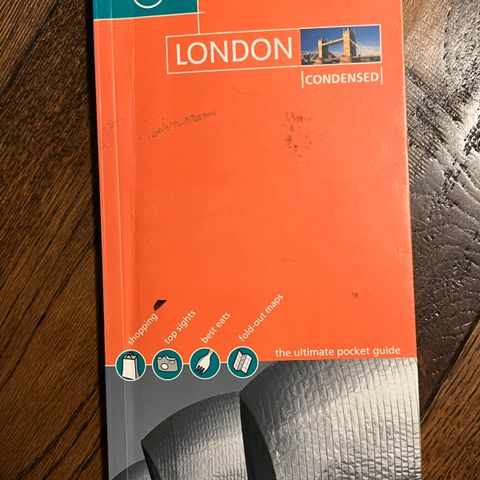 LONDON
CONDENSED
shopping
top sights
best eats
fold-out maps
the ultimate pocket guide